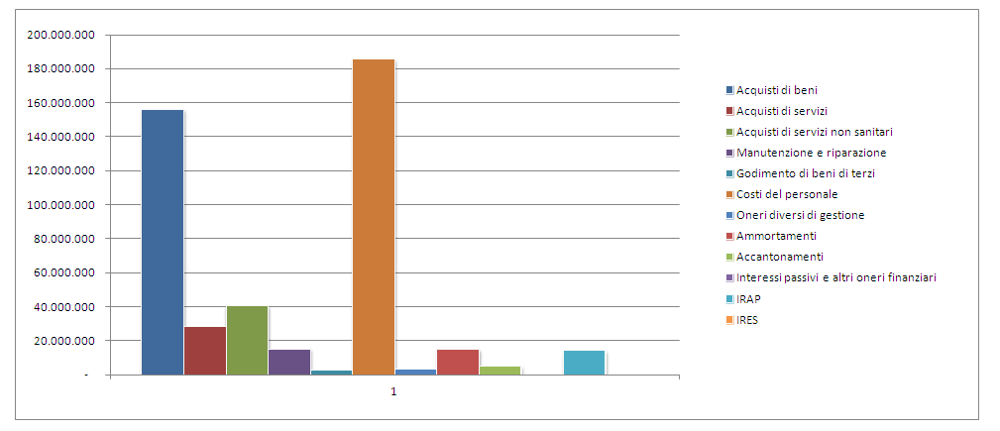 200.000.000
180.000.000
160.000.000
140.000.000
120.000.000
100.000.000
80.000.000
60.000.000
40.000.000
20.000.000
-
1
Acquisti di beni
Acquisti di servizi
Acquisti di servizi non sanitari
Manutenzione e riparazione
Godimento di beni di terzi
Costi del personale
Oneri diversi di gestione
Ammortamenti
Accantonamenti
Interessi passivi e altri oneri finanziari
IRAP
IRES